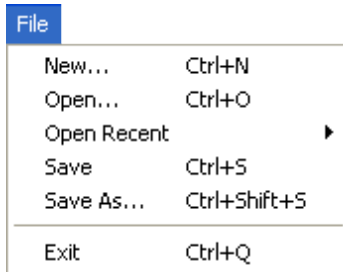 File
New... Ctrl+N
Open... Ctrl+O
Open Recent
Save Ctrl+S
Save As... Ctrl+Shift+S
Exit Ctrl+Q